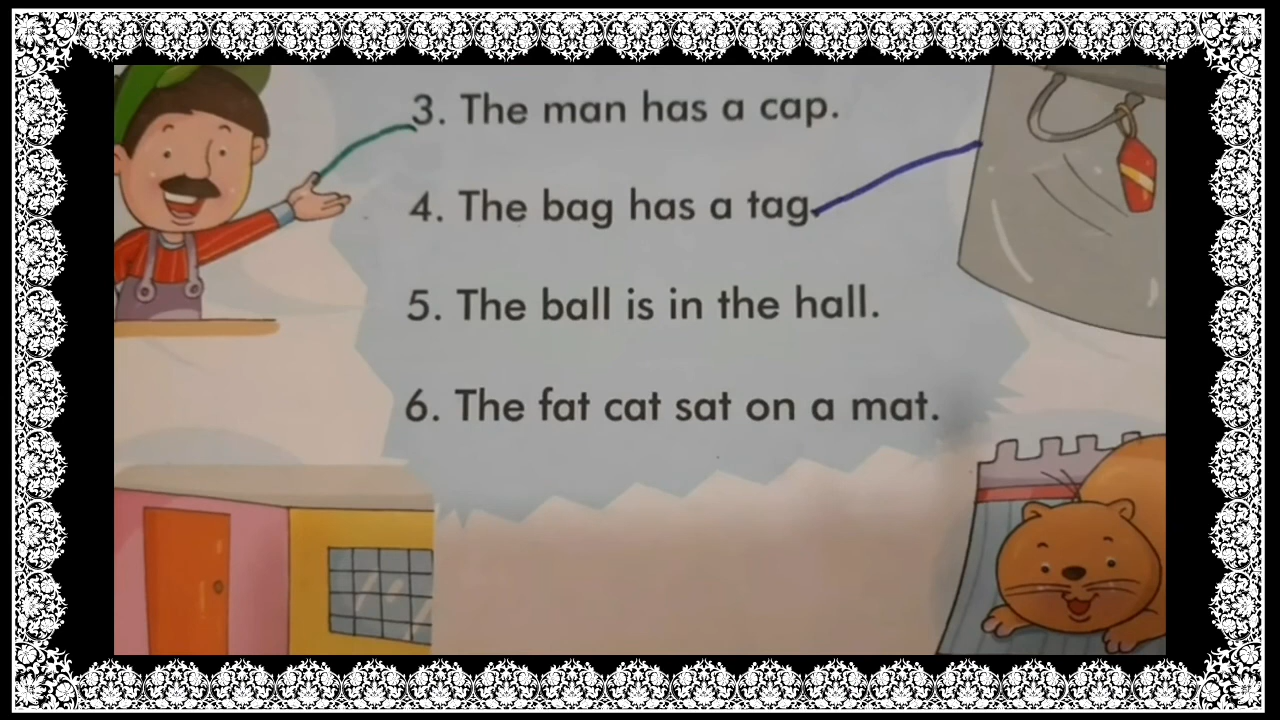 3. The man has a cap.
4. The bag has a tag.
5. The ball is in the hall.
6. The fat cat sat on a mat.